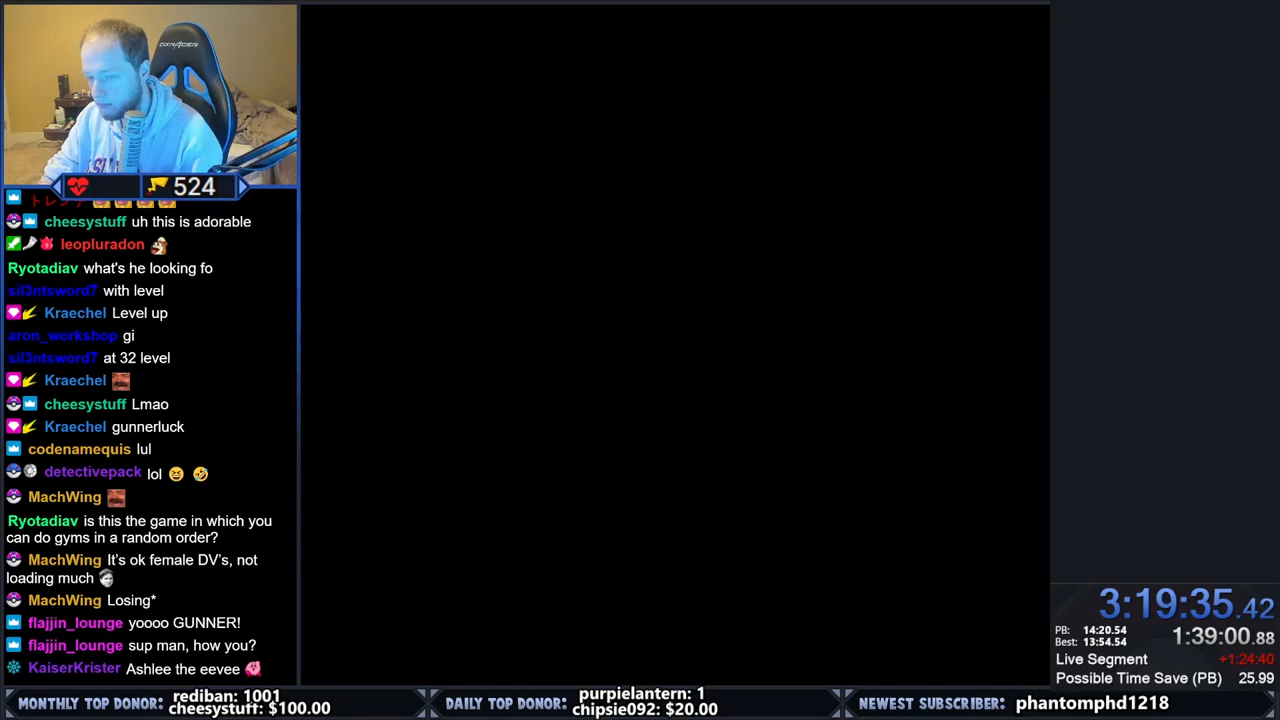 DXRACER
524
トレンナ
cheesystuff uh this is adorable
leopluradon
Ryotadiav what's he looking fo
sil3ntsword7 with level
Kraechel Level up
aron_workshop gi
sil3ntsword7 at 32 level
Kraechel
cheesystuff Lmao
Kraechel gunnerluck
codenamequis lul
detectivepack lol
MachWing
Ryotadiav is this the game in which you
can do gyms in a random order?
MachWing It's ok female DV's, not
loading much
MachWing Losing*
flajjin_lounge yoooo GUNNER!
flajjin_lounge sup man, how you?
KaiserKrister Ashlee the eevee
3:19:35.42
PB: 14:20.54
Best: 13:54.54
1:39:00.88
Live Segment +1:24:40
Possible Time Save (PB) 25.99
MONTHLY TOP DONOR: rediban: 1001
cheesystuff: $100.00
DAILY TOP DONOR: purpielantern: 1
chipsie092: $20.00
NEWEST SUBSCRIBER: phantomphd1218